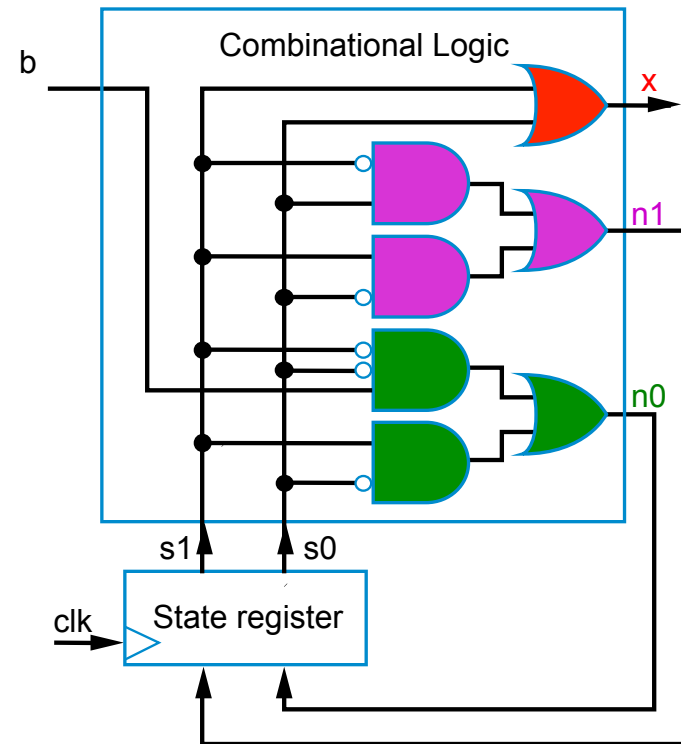 Combinational Logic
b
x
n1
n0
s1
s0
State register
clk